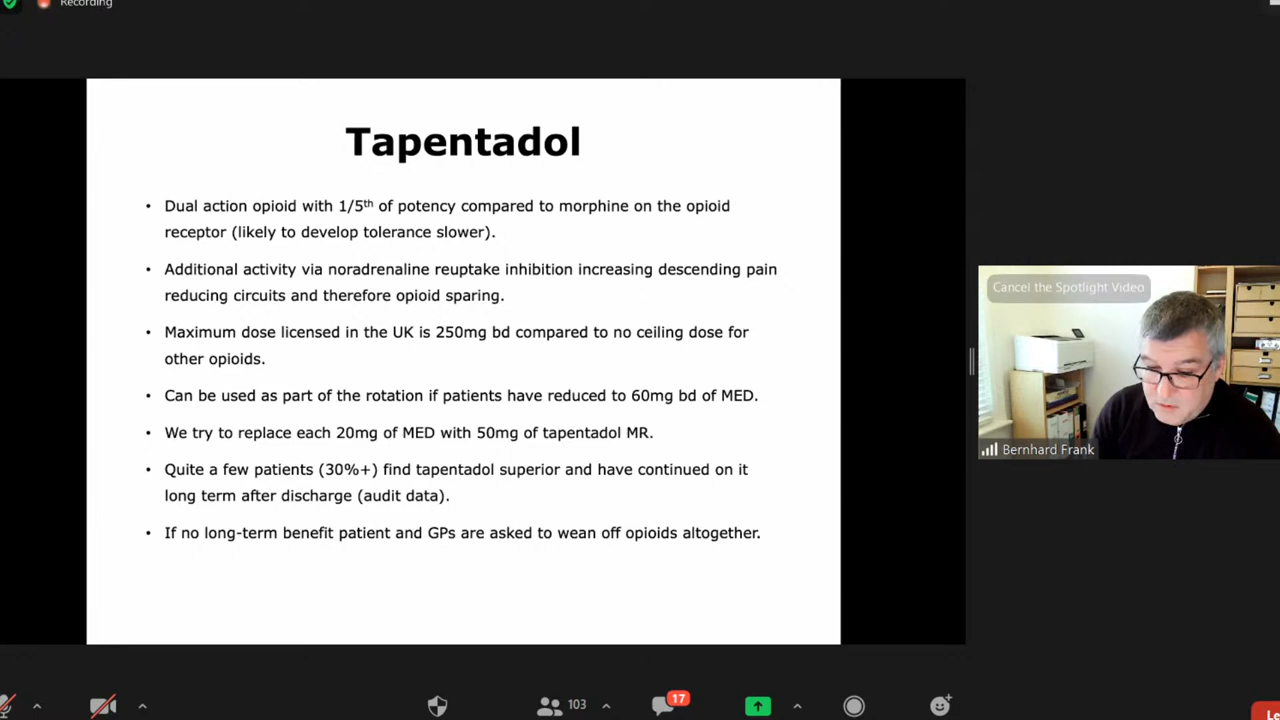 Recording
Tapentadol
• Dual action opioid with 1/5th of potency compared to morphine on the opioid
receptor (likely to develop tolerance slower).
• Additional activity via noradrenaline reuptake inhibition increasing descending pain
reducing circuits and therefore opioid sparing.
• Maximum dose licensed in the UK is 250mg bd compared to no ceiling dose for
other opioids.
• Can be used as part of the rotation if patients have reduced to 60mg bd of MED.
• We try to replace each 20mg of MED with 50mg of tapentadol MR.
• Quite a few patients (30%+) find tapentadol superior and have continued on it
long term after discharge (audit data).
• If no long-term benefit patient and GPs are asked to wean off opioids altogether.
Cancel the Spotlight Video
Bernhard Frank
103
17